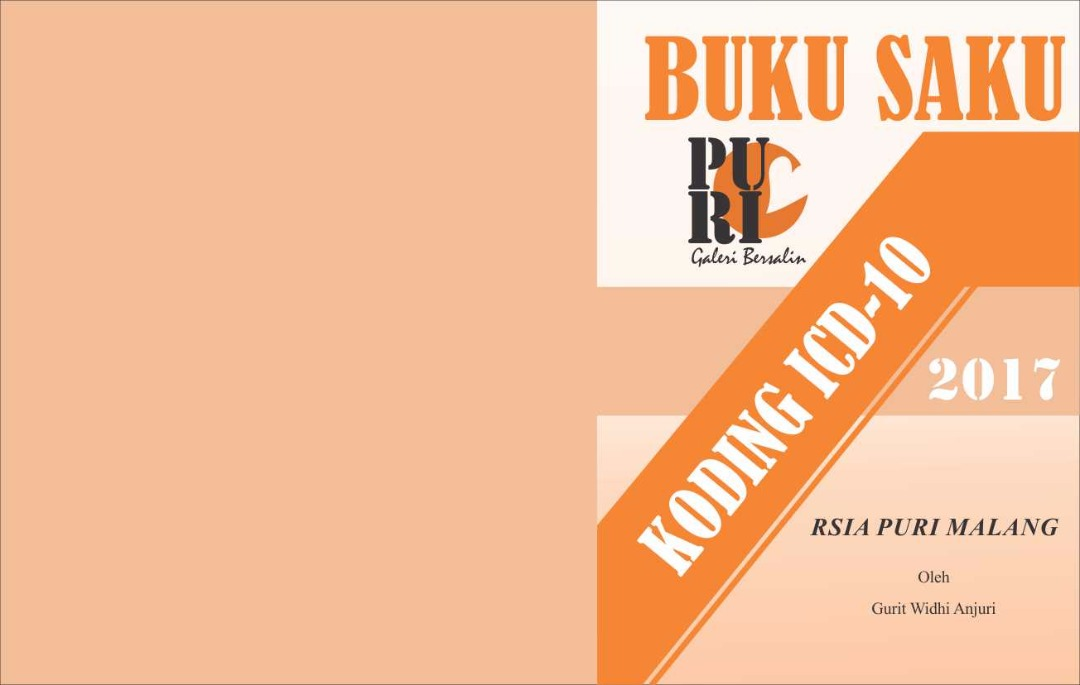 BUKU SAKU
PU
RI
Galeri Bersalin
KODING ICD-10
2017
RSIA PURI MALANG
Oleh
Gurit Widhi Anjuri